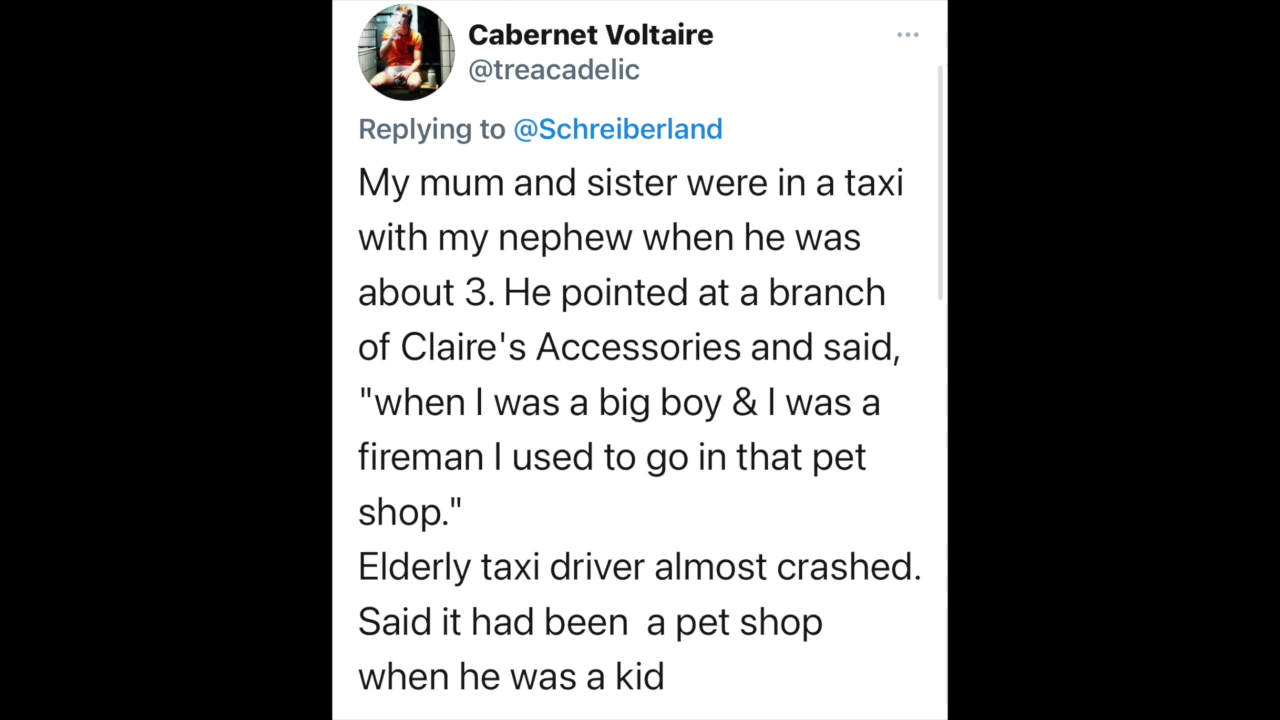 Cabernet Voltaire
@treacadelic
Replying to @Schreiberland
My mum and sister were in a taxi
with my nephew when he was
about 3. He pointed at a branch
of Claire's Accessories and said,
"when I was a big boy & I was a
fireman I used to go in that pet
shop."
Elderly taxi driver almost crashed.
Said it had been  a pet shop
when he was a kid